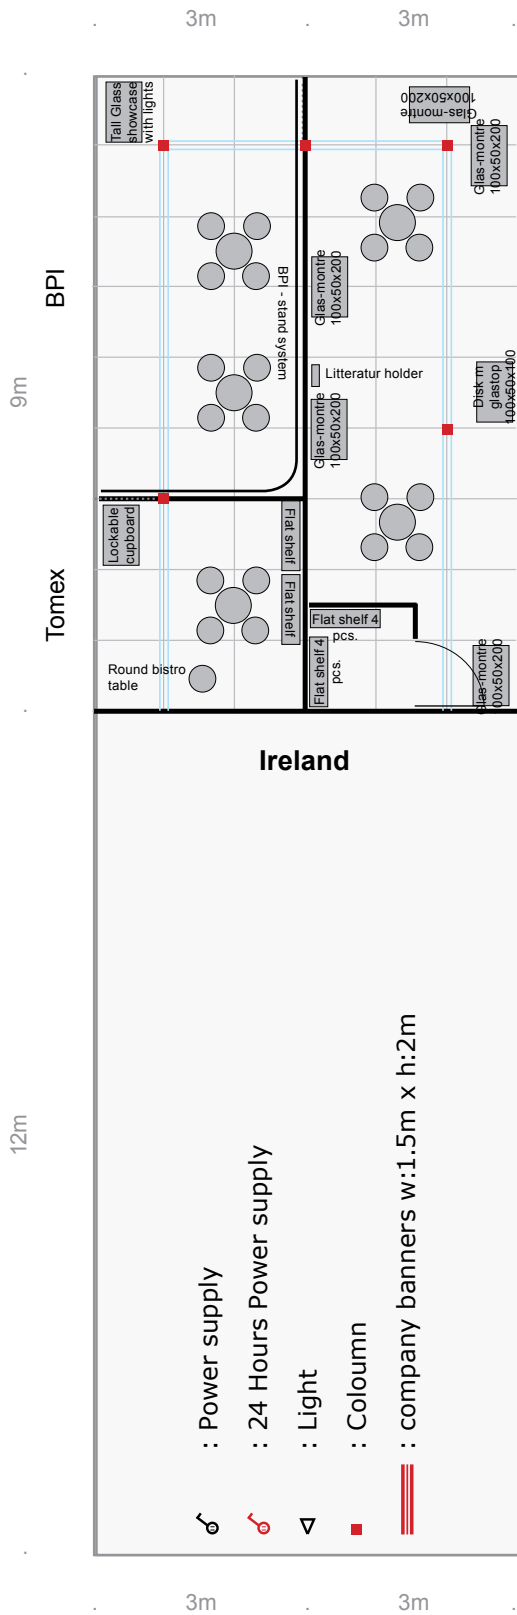 3m
3m
Tall Glass
showcase
with lights
Glas-montre
100x50x200
Glas-montre
100x50x200
BPI
BPI - stand system
Glas-montre
100x50x200
Litteratur holder
Disk m
glastop
100x50x100
9m
Glas-montre
100x50x200
Lockable
cupboard
Flat shelf
Flat shelf
Tomex
Flat shelf 4
pcs.
Flat shelf 4
pcs.
Round bistro
table
Glas-montre
100x50x200
Ireland
12m
: Power supply
:: 24 Hours Power supply
:: Light
:: Coloumn
: company banners w:1.5m x h:2m
3m
3m